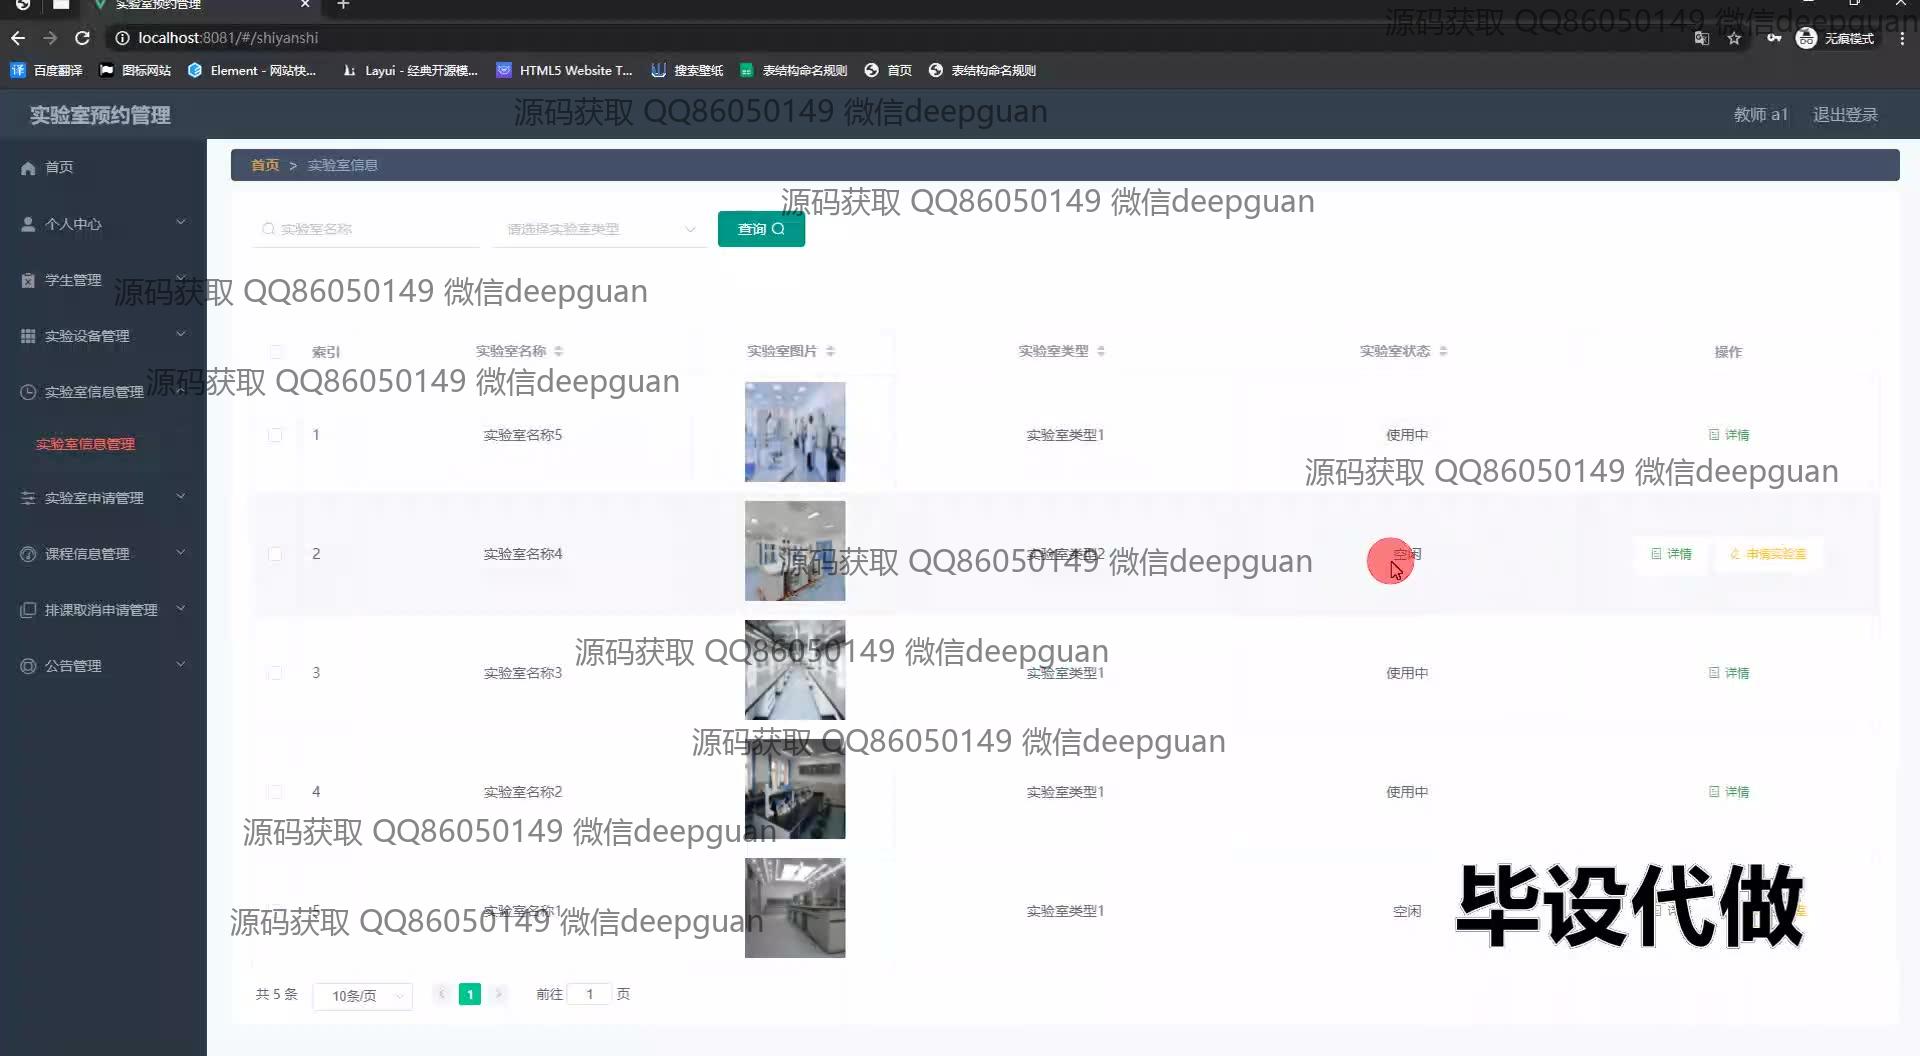 实验室预约管理
localhost:8081/#/shiyanshi
无痕模式
源码获取 QQ86050149 微信deepguan
百度翻译
图标网站
Element - 网站快...
Layui - 经典开源模...
HTML5 Website T...
搜索壁纸
表结构命名规则
首页
表结构命名规则
实验室预约管理
源码获取 QQ86050149 微信deepguan
教师 a1
退出登录
首页
个人中心
学生管理
实验设备管理
实验室信息管理
实验室信息管理
实验室申请管理
课程信息管理
排课取消申请管理
公告管理
首页 > 实验室信息
源码获取 QQ86050149 微信deepguan
实验室名称
请选择实验室类型
查询
源码获取 QQ86050149 微信deepguan
索引 实验室名称 实验室图片 实验室类型 实验室状态 操作
源码获取 QQ86050149 微信deepguan
1 实验室名称5 实验室类型1 使用中 详情
源码获取 QQ86050149 微信deepguan
2 实验室名称4 实验室类型2 空闲 详情 申请实验室
源码获取 QQ86050149 微信deepguan
源码获取 QQ86050149 微信deepguan
3 实验室名称3 实验室类型1 使用中 详情
源码获取 QQ86050149 微信deepguan
4 实验室名称2 实验室类型1 使用中 详情
源码获取 QQ86050149 微信deepguan
5 实验室名称1 实验室类型1 空闲
源码获取 QQ86050149 微信deepguan
毕设代做
共 5 条 10条/页 1 前往 1 页